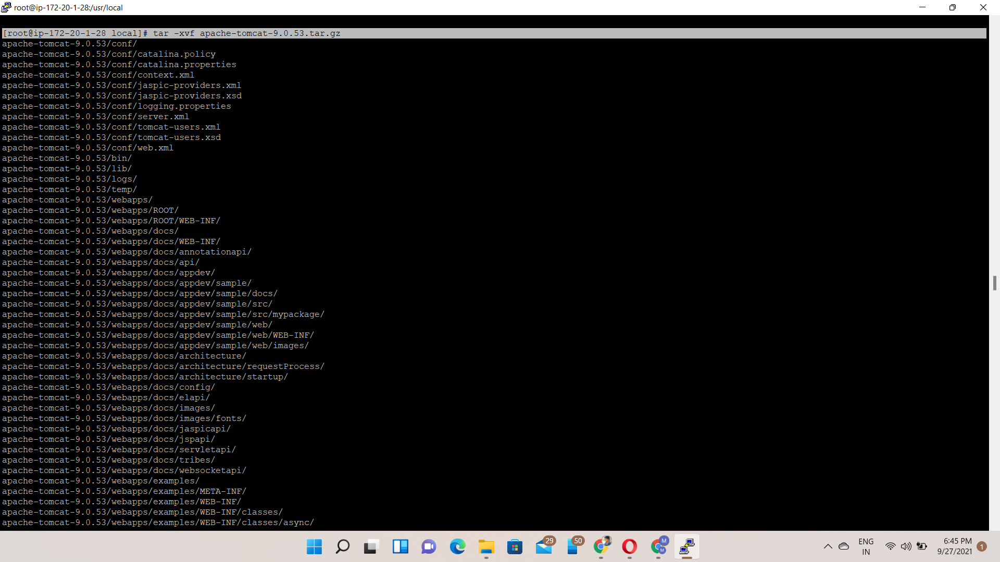 root@ip-172-20-1-28:/usr/local
[root@ip-172-20-1-28 local]# tar -xvf apache-tomcat-9.0.53.tar.gz
apache-tomcat-9.0.53/conf/
apache-tomcat-9.0.53/conf/catalina.policy
apache-tomcat-9.0.53/conf/catalina.properties
apache-tomcat-9.0.53/conf/context.xml
apache-tomcat-9.0.53/conf/jaspic-providers.xml
apache-tomcat-9.0.53/conf/jaspic-providers.xsd
apache-tomcat-9.0.53/conf/logging.properties
apache-tomcat-9.0.53/conf/server.xml
apache-tomcat-9.0.53/conf/tomcat-users.xml
apache-tomcat-9.0.53/conf/tomcat-users.xsd
apache-tomcat-9.0.53/conf/web.xml
apache-tomcat-9.0.53/bin/
apache-tomcat-9.0.53/lib/
apache-tomcat-9.0.53/logs/
apache-tomcat-9.0.53/temp/
apache-tomcat-9.0.53/webapps/
apache-tomcat-9.0.53/webapps/ROOT/
apache-tomcat-9.0.53/webapps/ROOT/WEB-INF/
apache-tomcat-9.0.53/webapps/docs/
apache-tomcat-9.0.53/webapps/docs/WEB-INF/
apache-tomcat-9.0.53/webapps/docs/annotationapi/
apache-tomcat-9.0.53/webapps/docs/api/
apache-tomcat-9.0.53/webapps/docs/appdev/
apache-tomcat-9.0.53/webapps/docs/appdev/sample/
apache-tomcat-9.0.53/webapps/docs/appdev/sample/docs/
apache-tomcat-9.0.53/webapps/docs/appdev/sample/src/
apache-tomcat-9.0.53/webapps/docs/appdev/sample/src/mypackage/
apache-tomcat-9.0.53/webapps/docs/appdev/sample/web/
apache-tomcat-9.0.53/webapps/docs/appdev/sample/web/WEB-INF/
apache-tomcat-9.0.53/webapps/docs/appdev/sample/web/images/
apache-tomcat-9.0.53/webapps/docs/architecture/
apache-tomcat-9.0.53/webapps/docs/architecture/requestProcess/
apache-tomcat-9.0.53/webapps/docs/architecture/startup/
apache-tomcat-9.0.53/webapps/docs/config/
apache-tomcat-9.0.53/webapps/docs/elapi/
apache-tomcat-9.0.53/webapps/docs/images/
apache-tomcat-9.0.53/webapps/docs/images/fonts/
apache-tomcat-9.0.53/webapps/docs/jaspicapi/
apache-tomcat-9.0.53/webapps/docs/jspapi/
apache-tomcat-9.0.53/webapps/docs/servletapi/
apache-tomcat-9.0.53/webapps/docs/tribes/
apache-tomcat-9.0.53/webapps/docs/websocketapi/
apache-tomcat-9.0.53/webapps/examples/
apache-tomcat-9.0.53/webapps/examples/META-INF/
apache-tomcat-9.0.53/webapps/examples/WEB-INF/
apache-tomcat-9.0.53/webapps/examples/WEB-INF/classes/
apache-tomcat-9.0.53/webapps/examples/WEB-INF/classes/async/
29
50
M
M
ENG
IN
6:45 PM
9/27/2021
1